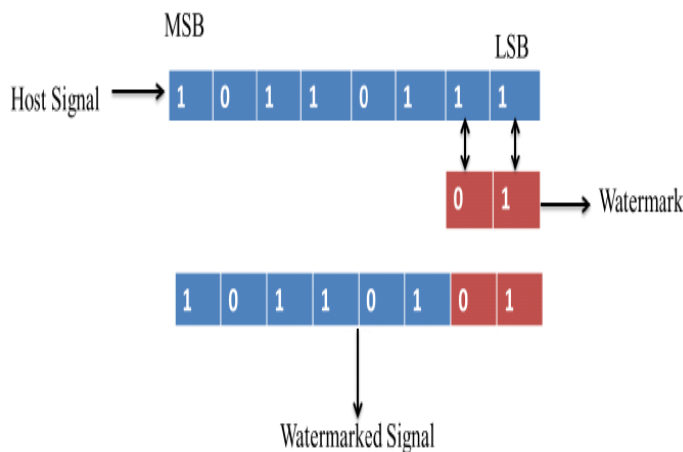 MSB
LSB
Host Signal
1 0 1 1 0 1 1 1
0 1
Watermark
1 0 1 1 0 1 0 1
Watermarked Signal